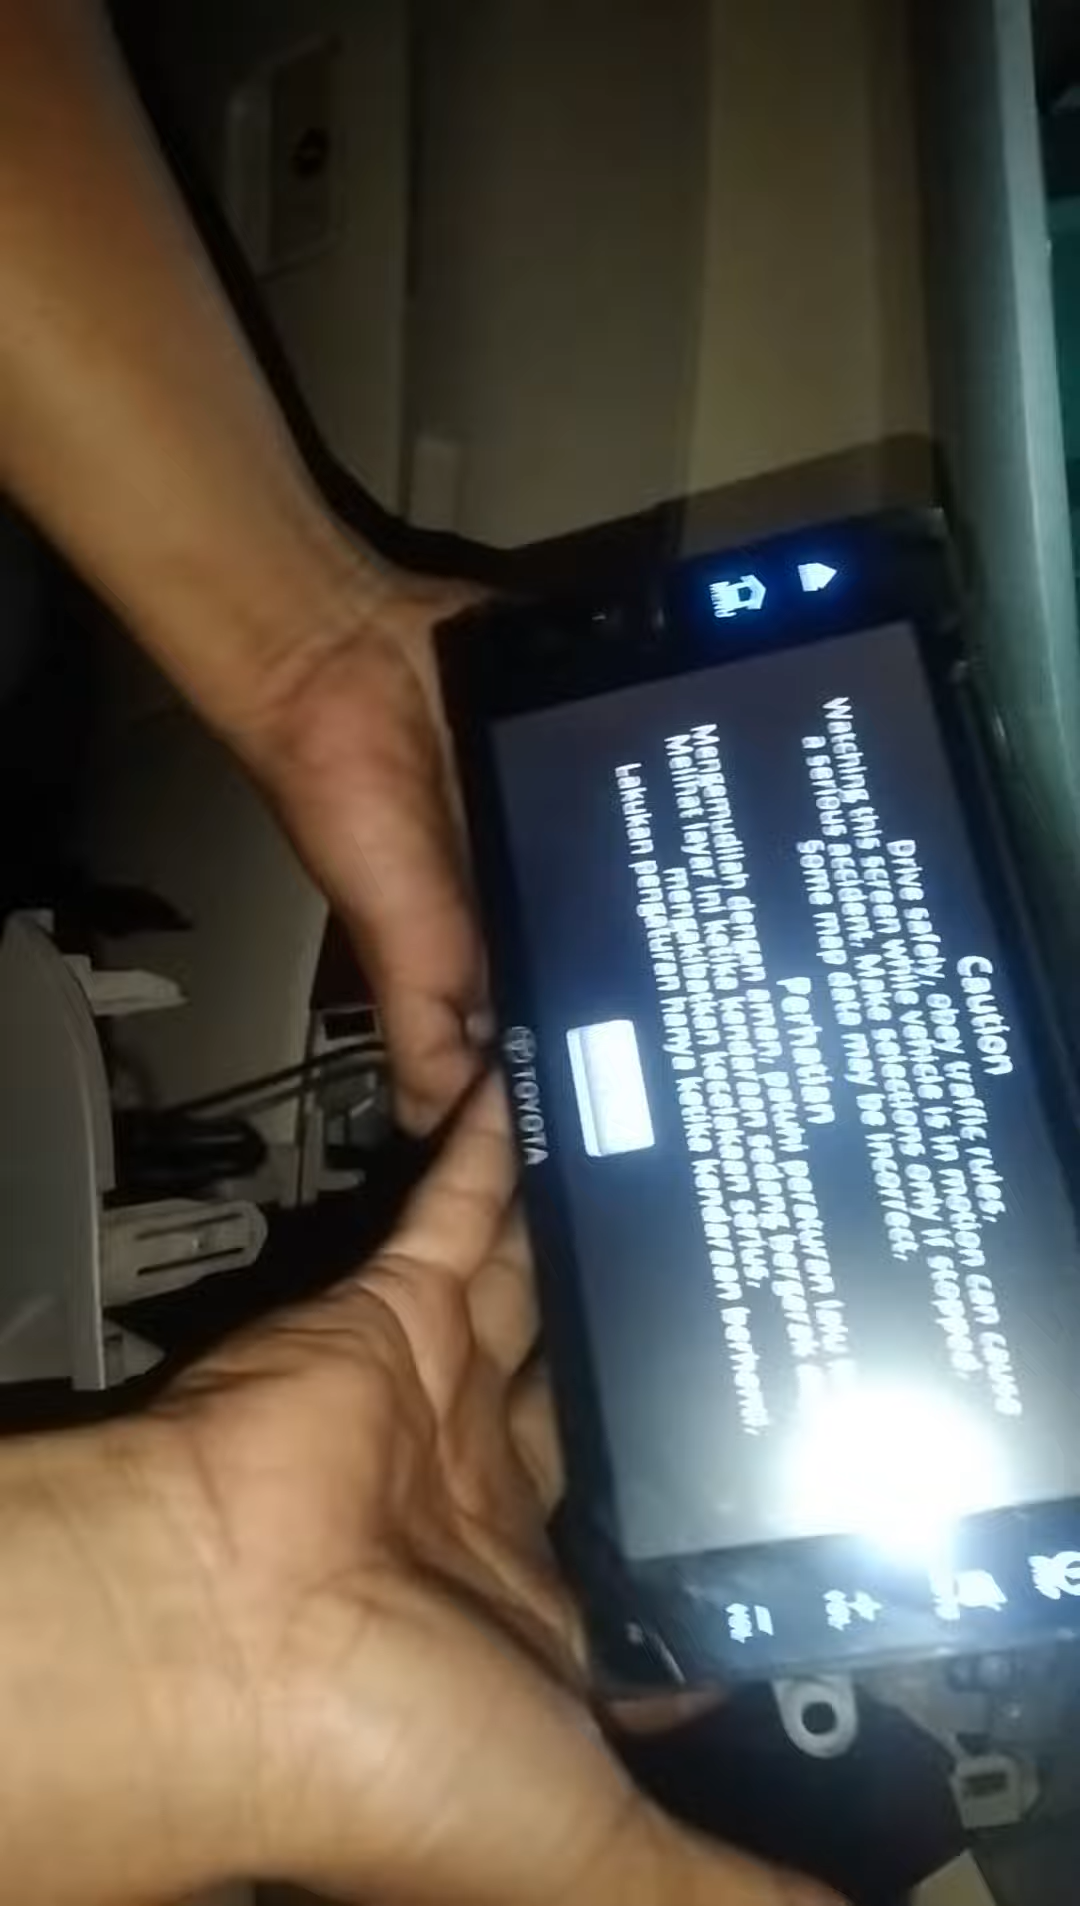 Caution
Drive safely, obey traffic rules.
Watching this screen while vehicle is in motion can cause
a serious accident. Make selections only if stopped.
Some map data may be incorrect.
Perhatian
Mengemudilah dengan aman, patuhi peraturan lalu
Melihat layar ini ketika kendaraan sedang bergerak
mengakibatkan kecelakaan serius.
Lakukan pengaturan hanya ketika kendaraan berhenti.
TOYOTA